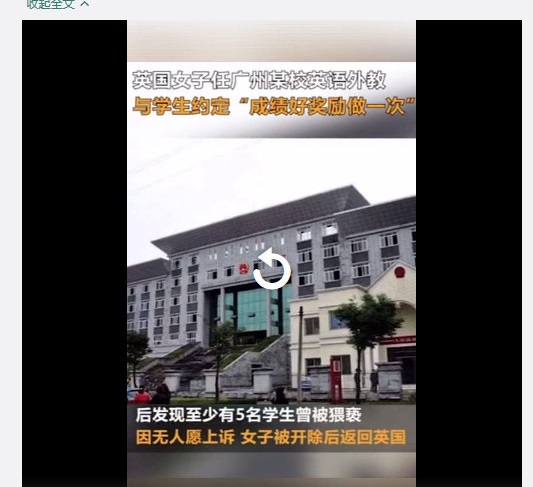 收起全文
英国女子任广州某校英语外教
与学生约定“成绩好奖励做一次”
后发现至少有5名学生曾被猥亵
因无人愿上诉 女子被开除后返回英国